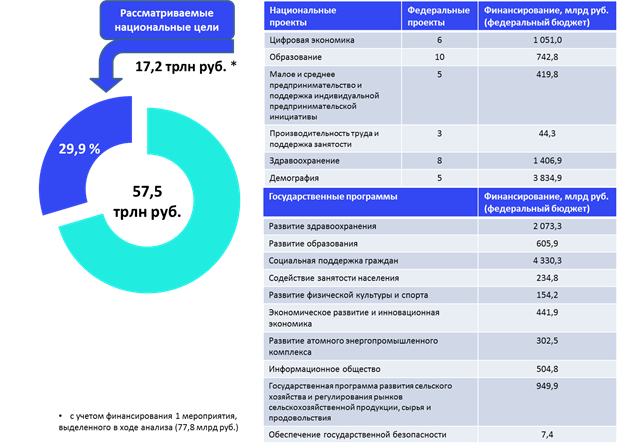 Рассматриваемые
национальные цели
17,2 трлн руб. *
29,9 %
57,5
трлн руб.
• с учетом финансирования 1 мероприятия,
выделенного в ходе анализа (77,8 млрд руб.)
Национальные проекты Федеральные проекты Финансирование, млрд руб. (федеральный бюджет)
Цифровая экономика 6 1 051,0
Образование 10 742,8
Малое и среднее 5 419,8
предпринимательство и
поддержка индивидуальной
предпринимательской
инициативы
Производительность труда и 3 44,3
поддержка занятости
Здравоохранение 8 1 406,9
Демография 5 3 834,9
Государственные программы Финансирование, млрд руб. (федеральный бюджет)
Развитие здравоохранения 2 073,3
Развитие образования 605,9
Социальная поддержка граждан 4 330,3
Содействие занятости населения 234,8
Развитие физической культуры и спорта 154,2
Экономическое развитие и инновационная 441,9
экономика
Развитие атомного энергопромышленного 302,5
комплекса
Информационное общество 504,8
Государственная программа развития сельского 949,9
хозяйства и регулирования рынков
сельскохозяйственной продукции, сырья и
продовольствия
Обеспечение государственной безопасности 7,4